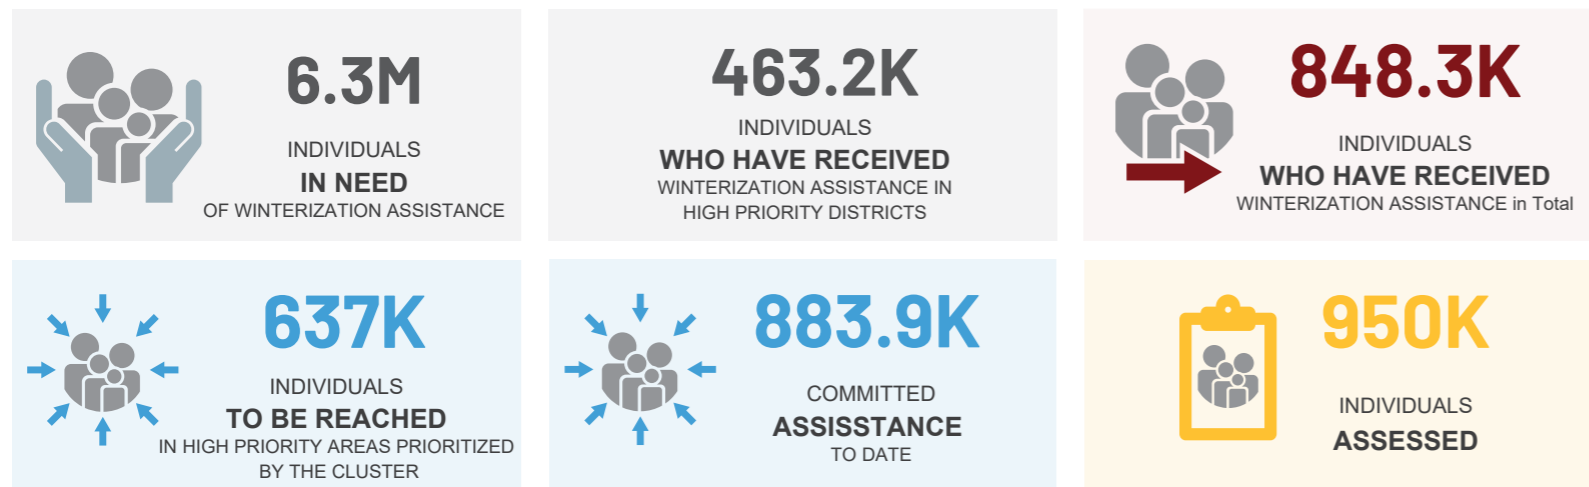 6.3M
INDIVIDUALS
IN NEED
OF WINTERIZATION ASSISTANCE
463.2K
INDIVIDUALS
WHO HAVE RECEIVED
WINTERIZATION ASSISTANCE IN
HIGH PRIORITY DISTRICTS
848.3K
INDIVIDUALS
WHO HAVE RECEIVED
WINTERIZATION ASSISTANCE in Total
637K
INDIVIDUALS
TO BE REACHED
IN HIGH PRIORITY AREAS PRIORITIZED
BY THE CLUSTER
883.9K
COMMITTED
ASSISSTANCE
TO DATE
950K
INDIVIDUALS
ASSESSED